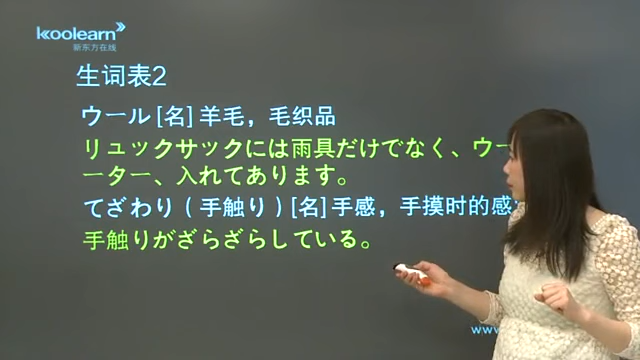 koolearn
新东方在线
生词表2
ウール [名] 羊毛，毛织品
リュックサックには雨具だけでなく、ウー
ーター、入れてあります。
てざわり（手触り）[名]手感，手摸时的感
手触りがざらざらしている。
www